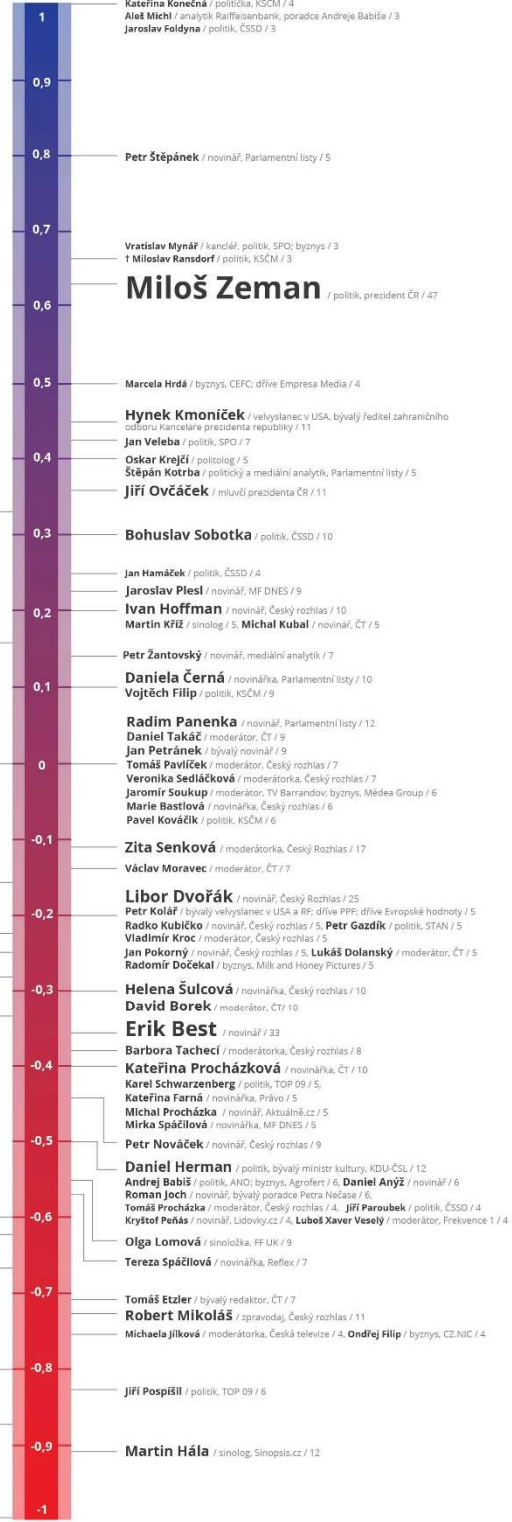 Kateřina Konečná / politička, KSČM / 4
1
Aleš Michl / analytik Raiffeisenbank, poradce Andreje Babiše / 3
Jaroslav Foldyna / politik, ČSSD / 3
0,9
0,8
Petr Štěpánek / novinář, Parlamentní listy / 5
0,7
Vratislav Mynář / kancléř, politik, SPO; byznys / 3
† Miloslav Ransdorf / politik, KSČM / 3
Miloš Zeman / politik, prezident ČR / 47
0,6
0,5
Marcela Hrdá / byznys, CEFC; dříve Empresa Media / 4
Hynek Kmoníček / velvyslanec v USA, bývalý ředitel zahraničního
odboru Kanceláře prezidenta republiky / 11
Jan Veleba / politik, SPO / 7
0,4
Oskar Krejčí / politolog / 5
Štěpán Kotrba / politický a mediální analytik, Parlamentní listy / 5
Jiří Ovčáček / mluvčí prezidenta ČR / 11
0,3
Bohuslav Sobotka / politik, ČSSD / 10
Jan Hamáček / politik, ČSSD / 4
Jaroslav Plesl / novinář, MF DNES / 9
0,2
Ivan Hoffman / novinář, Český rozhlas / 10
Martin Kříž / sinolog / 5, Michal Kubal / novinář, ČT / 5
Petr Žantovský / novinář, mediální analytik / 7
Daniela Černá / novinářka, Parlamentní listy / 10
0,1
Vojtěch Filip / politik, KSČM / 9
Radim Panenka / novinář, Parlamentní listy / 12
Daniel Takáč / moderátor, ČT / 9
Jan Petránek / bývalý novinář / 9
0
Tomáš Pavlíček / moderátor, Český rozhlas / 7
Veronika Sedláčková / moderátorka, Český rozhlas / 7
Jaromír Soukup / moderátor, TV Barrandov; byznys, Médea Group / 6
Marie Bastlová / novinářka, Český rozhlas / 6
Pavel Kováčik / politik, KSČM / 6
-0,1
Zita Senková / moderátorka, Český Rozhlas / 17
Václav Moravec / moderátor, ČT / 7
Libor Dvořák / novinář, Český Rozhlas / 25
-0,2
Petr Kolář / bývalý velvyslanec v USA a RF; dříve PPF; dříve Evropské hodnoty / 5
Radko Kubičko / novinář, Český rozhlas / 5, Petr Gazdík / politik, STAN / 5
Vladimír Kroc / moderátor, Český rozhlas / 5
Jan Pokorný / novinář, Český rozhlas / 5, Lukáš Dolanský / moderátor, ČT / 5
Radomír Dočekal / byznys, Milk and Honey Pictures / 5
-0,3
Helena Šulcová / novinářka, Český rozhlas / 10
David Borek / moderátor, ČT/ 10
Erik Best / novinář / 33
Barbora Tachecí / moderátorka, Český rozhlas / 8
-0,4
Kateřina Procházková / novinářka, ČT / 10
Karel Schwarzenberg / politik, TOP 09 / 5,
Kateřina Farná / novinářka, Právo / 5
Michal Procházka / novinář, Aktuálně.cz / 5
Mirka Spáčilová / novinářka, MF DNES / 5
-0,5
Petr Nováček / novinář, Český rozhlas / 9
Daniel Herman / politik, bývalý ministr kultury, KDU-ČSL / 12
Andrej Babiš / politik, ANO; byznys, Agrofert / 6, Daniel Anýž / novinář / 6
Roman Joch / novinář, bývalý poradce Petra Nečase / 6,
Tomáš Procházka / moderátor, Český rozhlas / 4, Jiří Paroubek / politik, ČSSD / 4
-0,6
Kryštof Peňás / novinář, Lidovky.cz / 4, Luboš Xaver Veselý / moderátor, Frekvence 1 / 4
Olga Lomová / sinoložka, FF UK / 9
Tereza Spáčilová / novinářka, Reflex / 7
-0,7
Tomáš Etzler / bývalý redaktor, ČT / 7
Robert Mikoláš / zpravodaj, Český rozhlas / 11
Michaela Jílková / moderátorka, Česká televize / 4, Ondřej Filip / byznys, CZ.NIC / 4
-0,8
Jiří Pospíšil / politik, TOP 09 / 6
-0,9
Martin Hála / sinolog, Sinopsis.cz / 12
-1